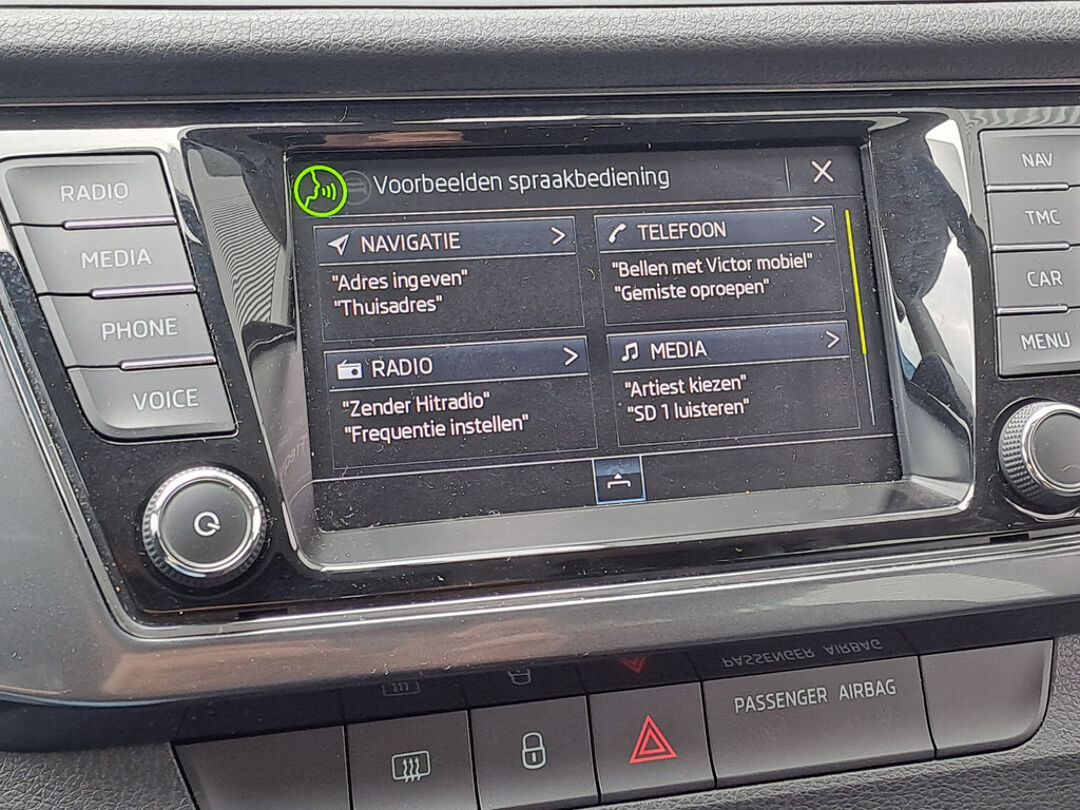 RADIO
MEDIA
PHONE
VOICE
Voorbeelden spraakbediening
NAVIGATIE
"Adres ingeven"
"Thuisadres"
TELEFOON
"Bellen met Victor mobiel"
"Gemiste oproepen"
RADIO
"Zender Hitradio"
"Frequentie instellen"
MEDIA
"Artiest kiezen"
"SD 1 luisteren"
NAV
TMC
CAR
MENU
PASSENGER AIRBAG
PASSENGER AIRBAG